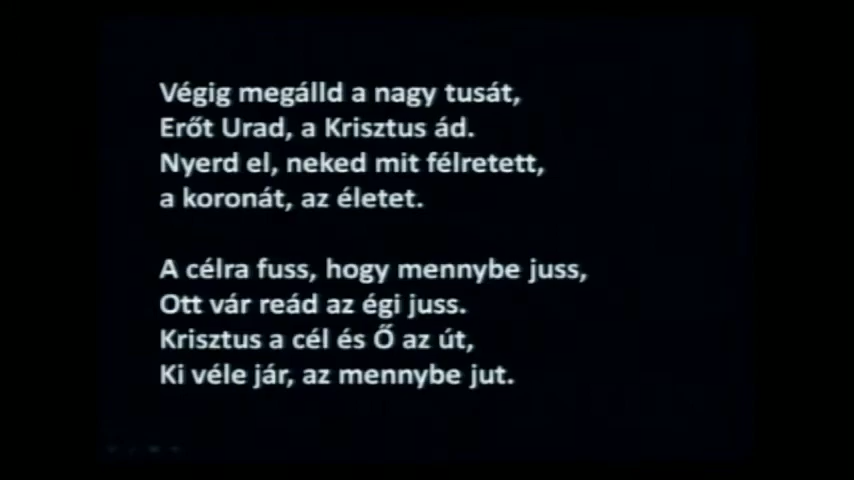 Végig megálld a nagy tusát,
Erőt Urad, a Krisztus ád.
Nyerd el, neked mit félretett,
a koronát, az életet.
A célra fuss, hogy mennybe juss,
Ott vár reád az égi juss.
Krisztus a cél és Ő az út,
Ki véle jár, az mennybe jut.